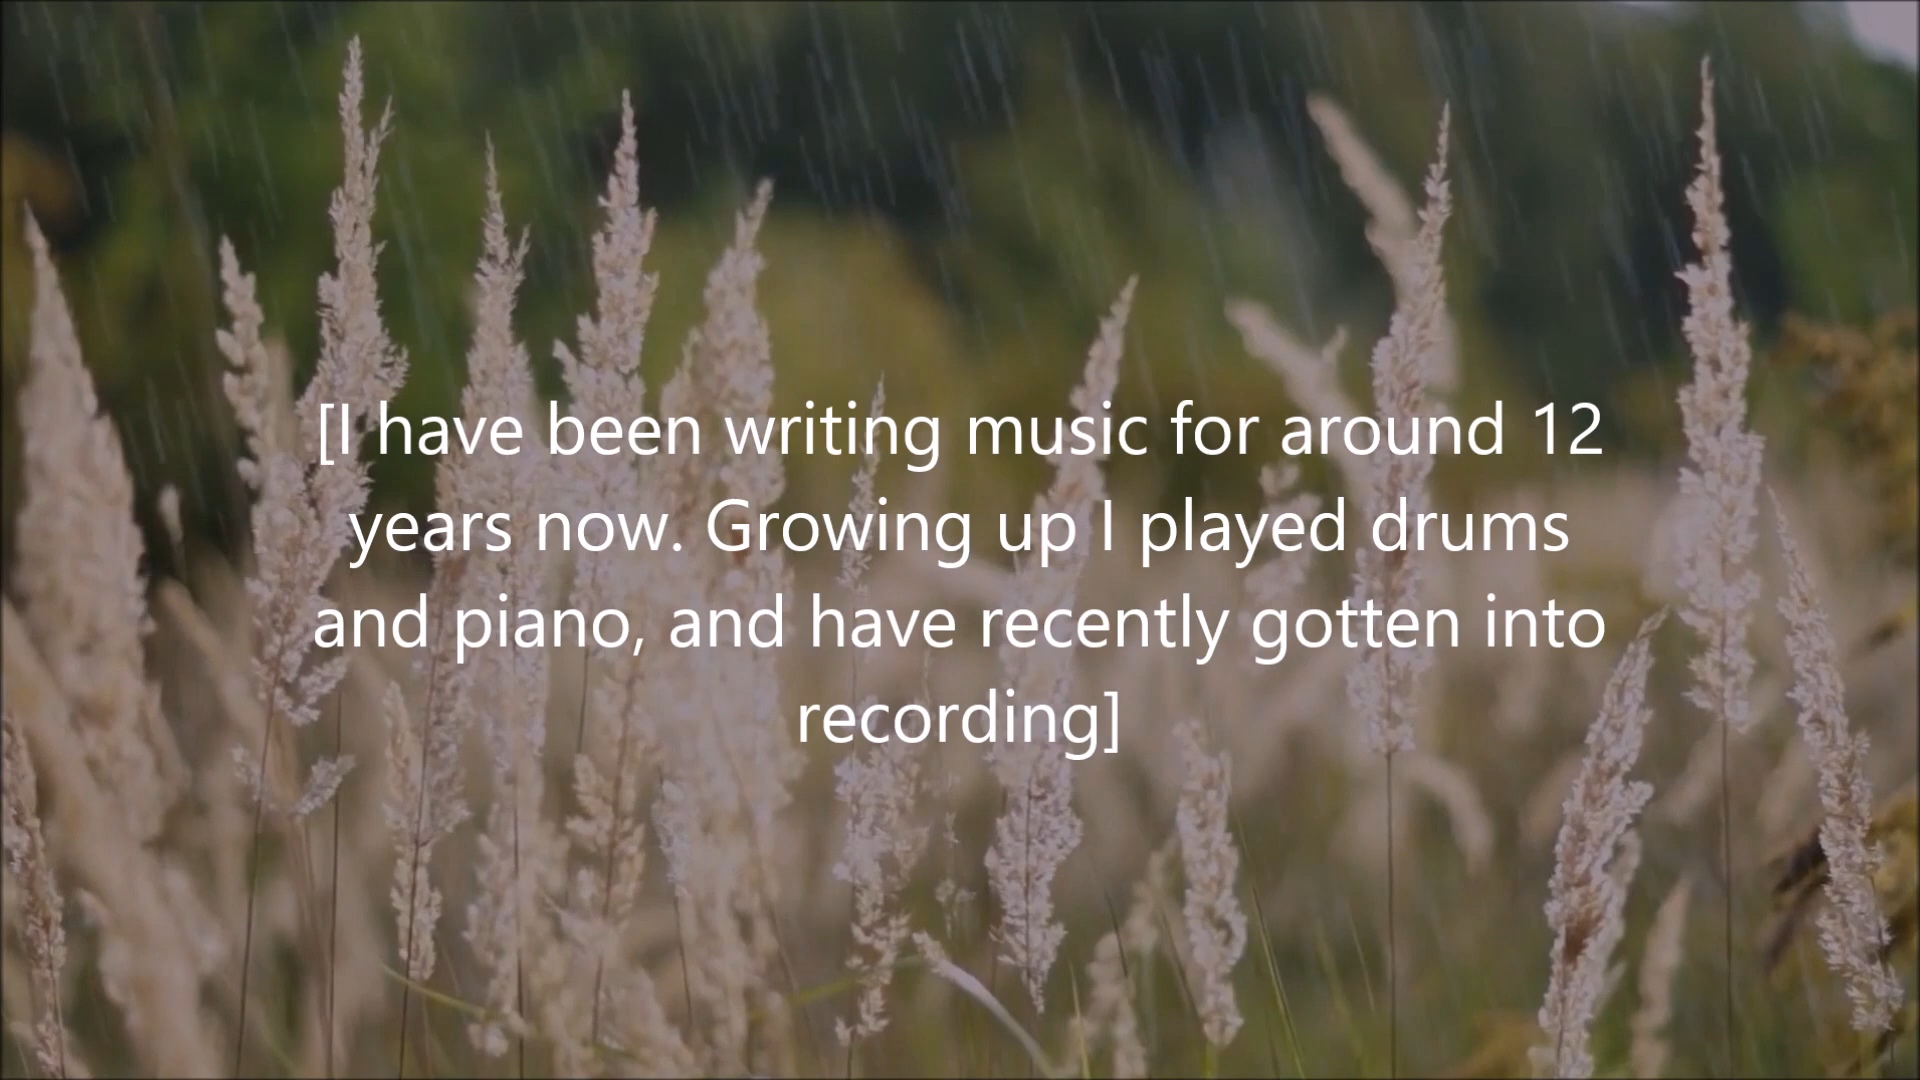 [I have been writing music for around 12
years now. Growing up I played drums
and piano, and have recently gotten into
recording]